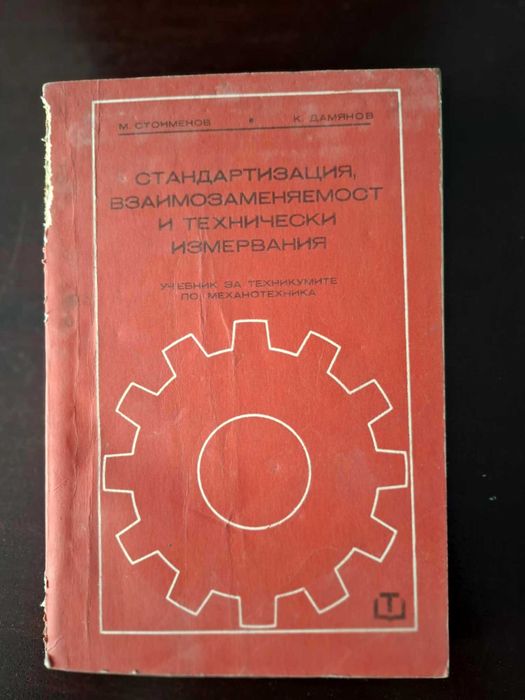 М. СТОИМЕНОВ • К. ДАМЯНОВ
СТАНДАРТИЗАЦИЯ,
ВЗАИМОЗАМЕНЯЕМОСТ
И ТЕХНИЧЕСКИ
ИЗМЕРВАНИЯ
УЧЕБНИК ЗА ТЕХНИКУМИТЕ
ПО МЕХАНОТЕХНИКА
Т